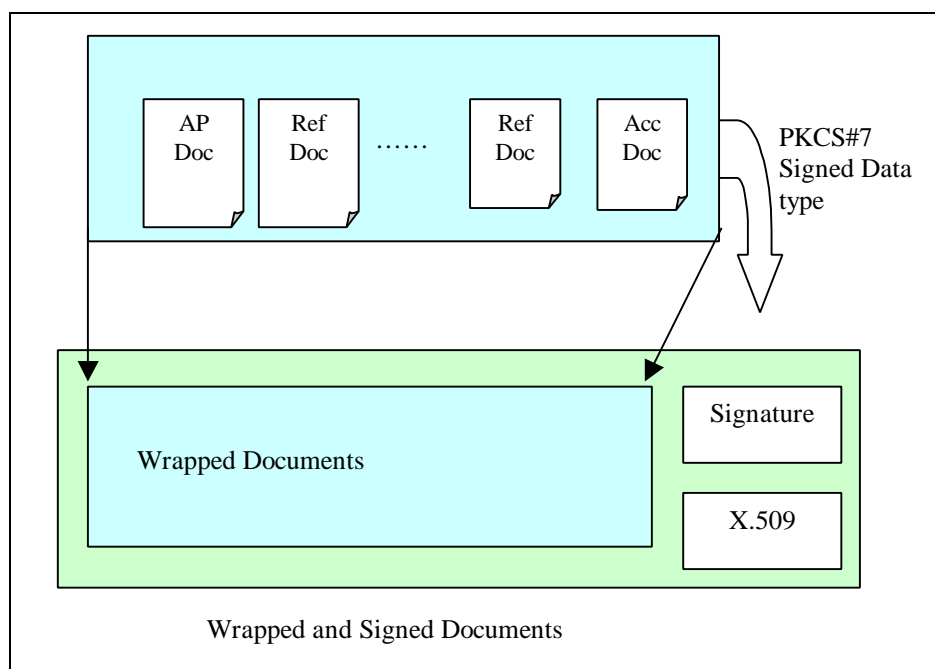 AP
Doc
Ref
Doc
......
Ref
Doc
Acc
Doc
PKCS#7
Signed Data
type
Wrapped Documents
Signature
X.509
Wrapped and Signed Documents